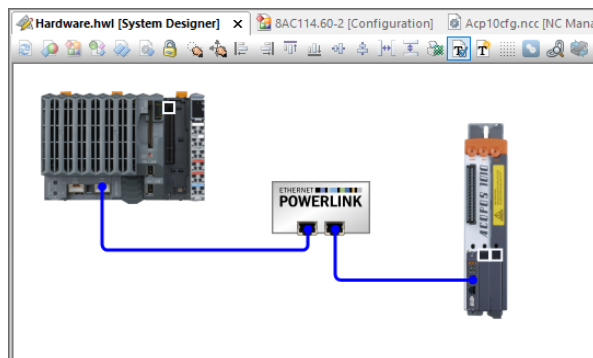 Hardware.hwl [System Designer] x 8AC114.60-2 [Configuration] Acp10cfg.ncc [NC Mana
ETHERNET
POWERLINK
ACOPOS 1010